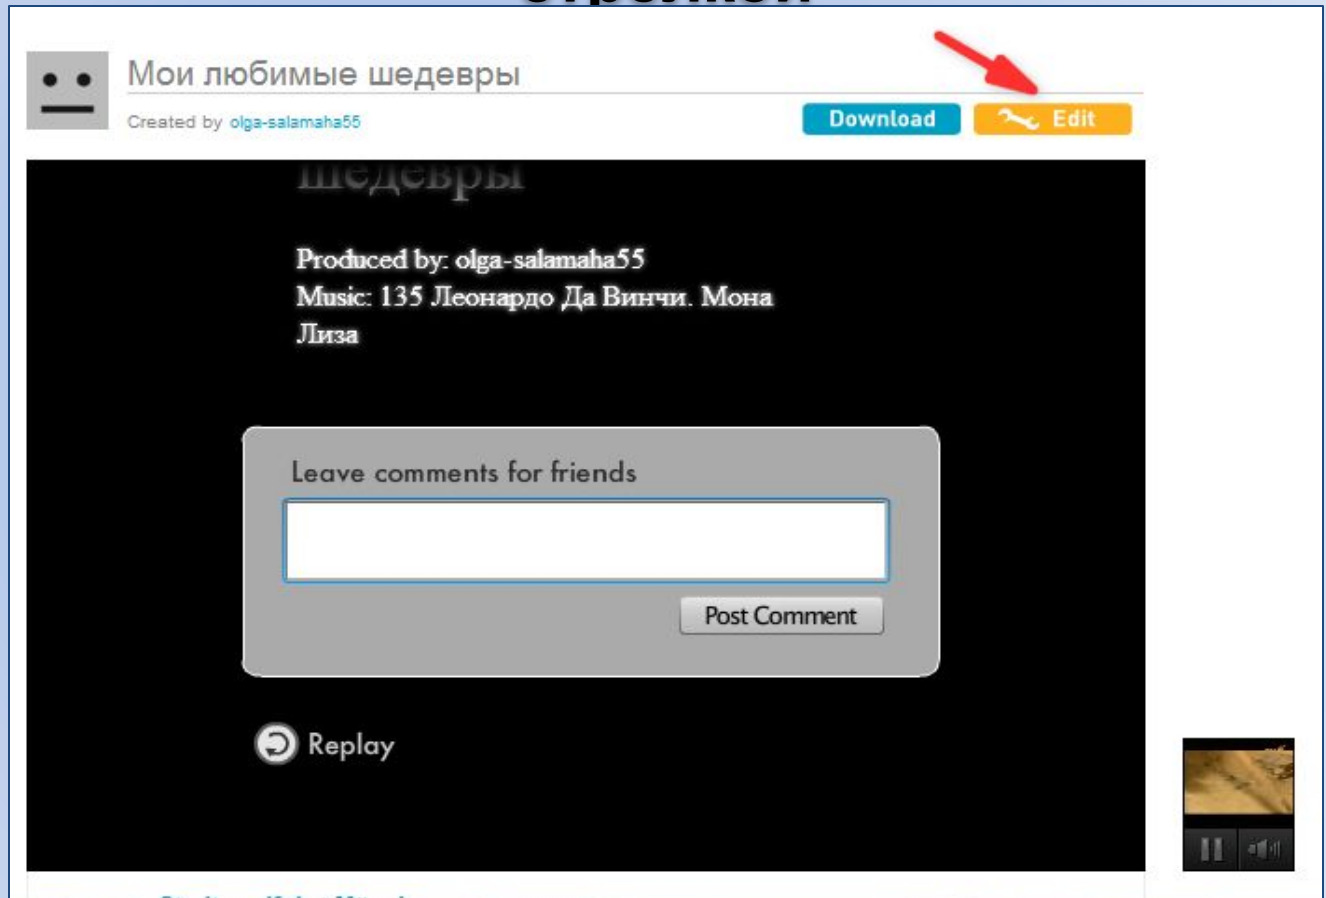 стрелкой
Мои любимые шедевры
Created by olga-salamaha55
Download
Edit
шедевры
Produced by: olga-salamaha55
Music: 135 Леонардо Да Винчи. Мона
Лиза
Leave comments for friends
Post Comment
Replay